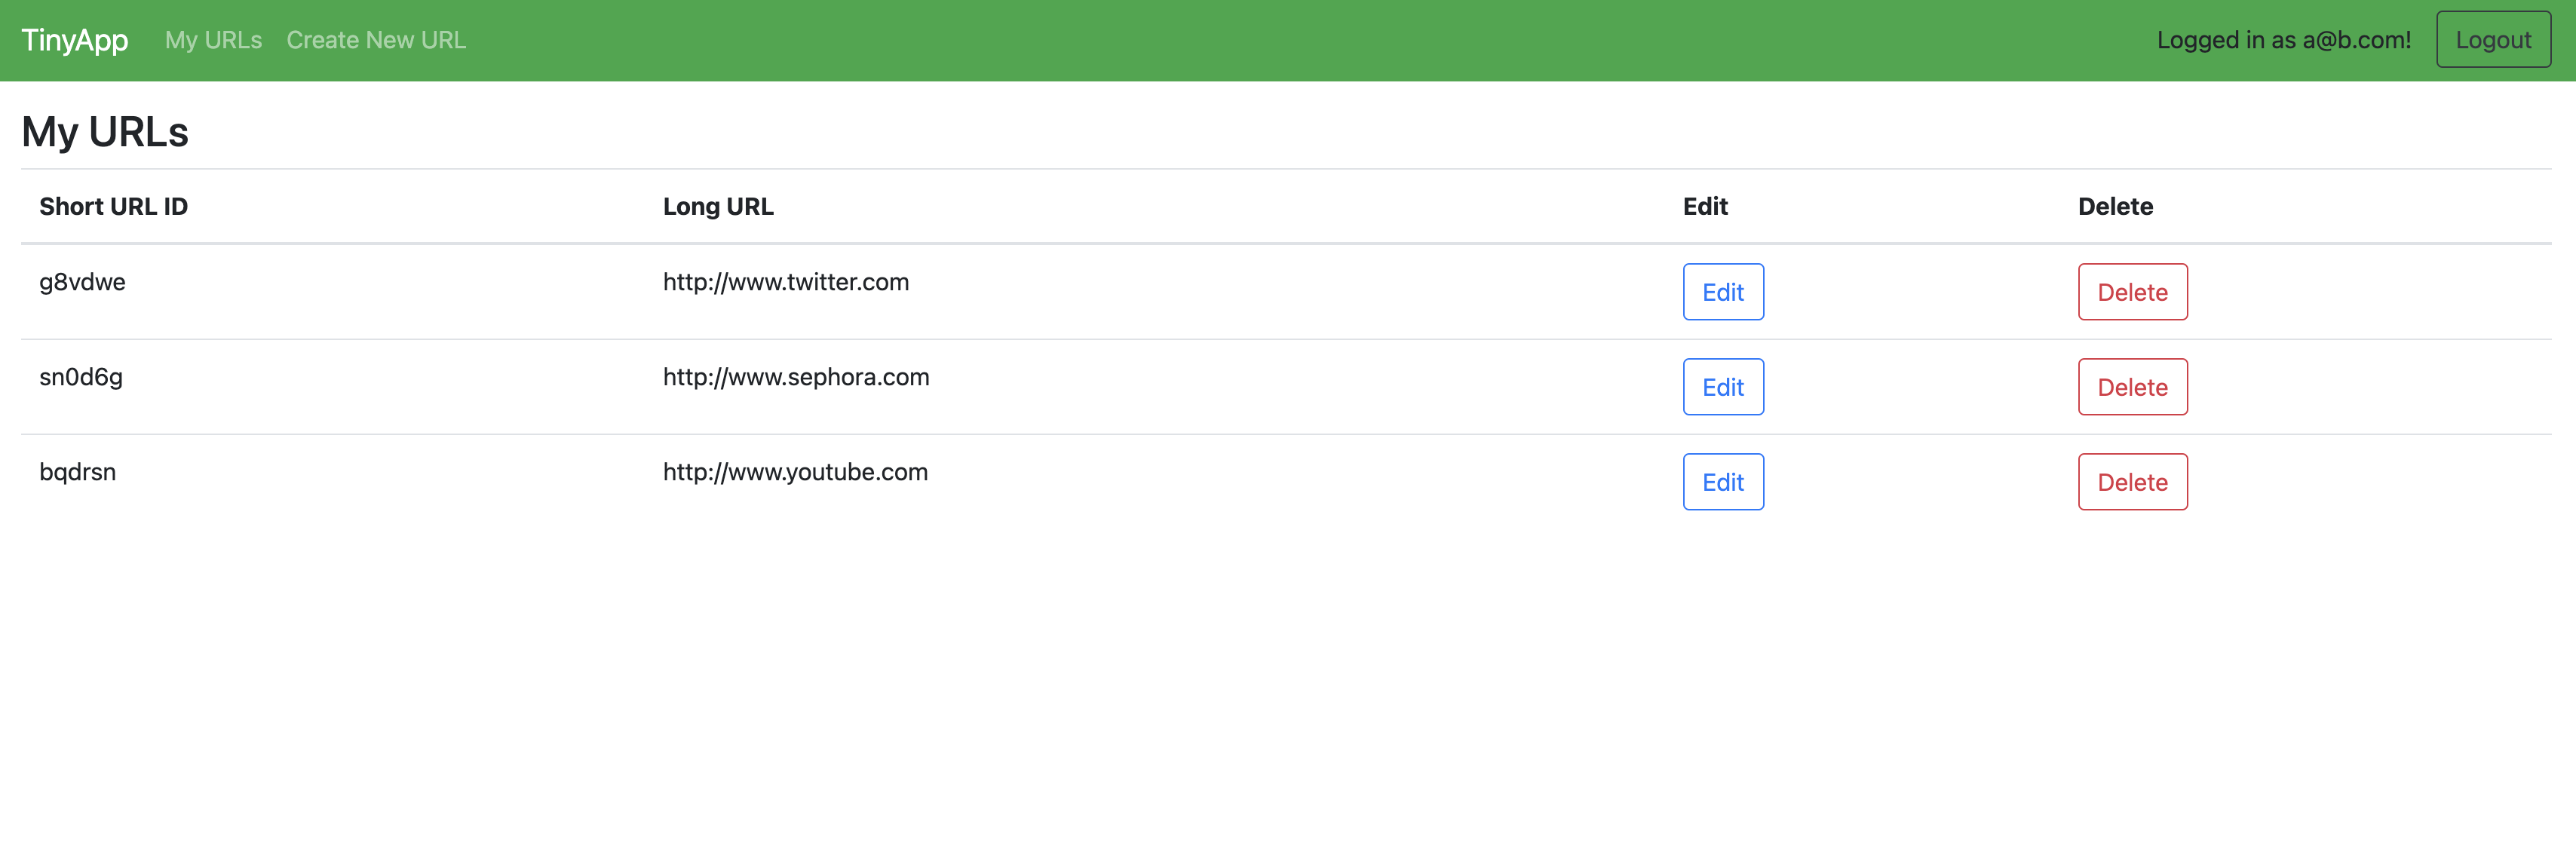 TinyApp My URLs Create New URL Logged in as a@b.com! Logout
My URLs
Short URL ID Long URL Edit Delete
g8vdwe http://www.twitter.com Edit Delete
sn0d6g http://www.sephora.com Edit Delete
bqdrsn http://www.youtube.com Edit Delete